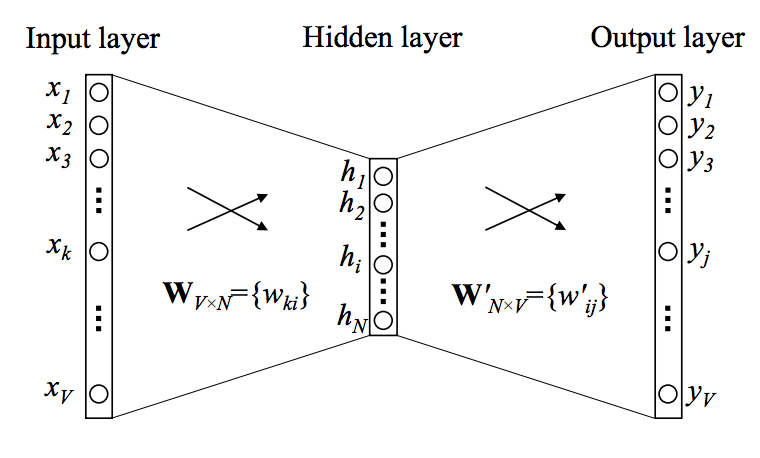 Input layer
Hidden layer
Output layer
x1
x2
x3
xk
xV
h1
h2
hi
hN
y1
y2
y3
yj
yV
WV×N={wki}
W'N×V={w'ij}